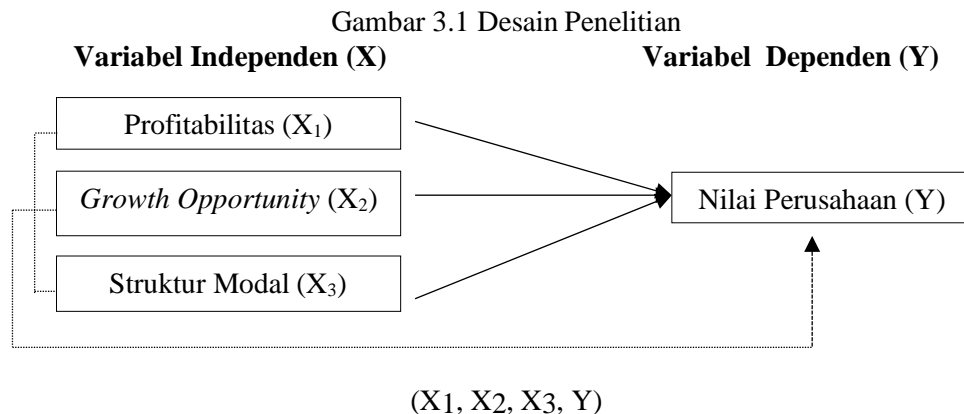 Gambar 3.1 Desain Penelitian
Variabel Independen (X) Variabel Dependen (Y)
Profitabilitas (X₁)
Growth Opportunity (X₂)
Nilai Perusahaan (Y)
Struktur Modal (X₃)
(X1, X2, X3, Y)